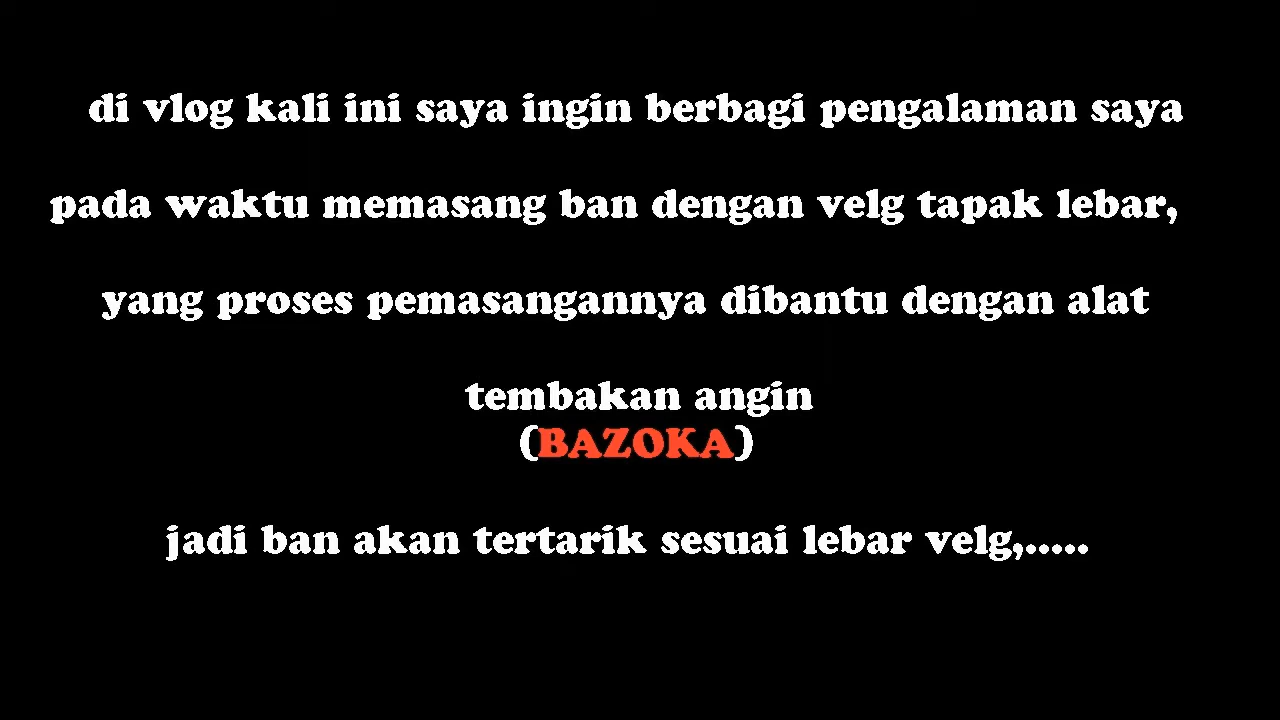 di vlog kali ini saya ingin berbagi pengalaman saya
pada waktu memasang ban dengan velg tapak lebar,
yang proses pemasangannya dibantu dengan alat
tembakan angin
(BAZOKA)
jadi ban akan tertarik sesuai lebar velg,.....